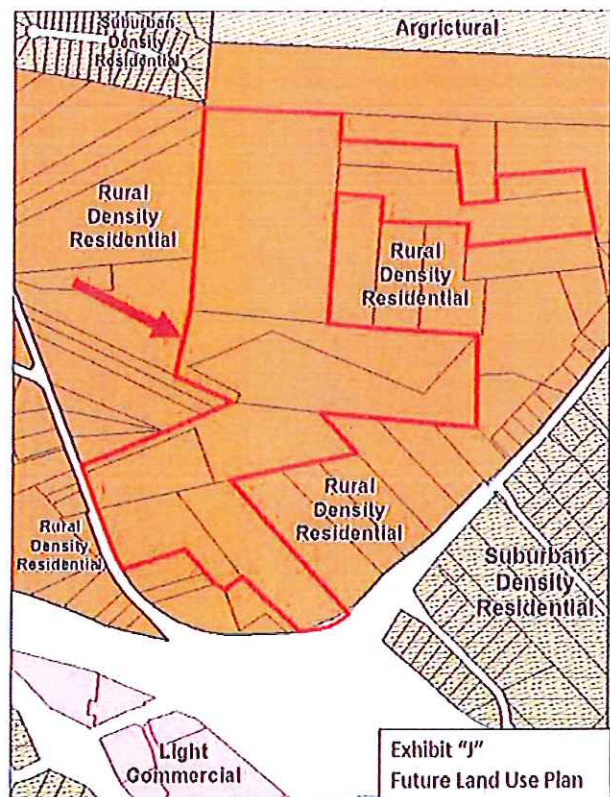 Suburban
Density
Residential
Argrictural
Rural
Density
Residential
Rural
Density
Residential
Rural
Density
Residential
Rural
Density
Residential
Suburban
Density
Residential
Light
Commercial
Exhibit "J"
Future Land Use Plan